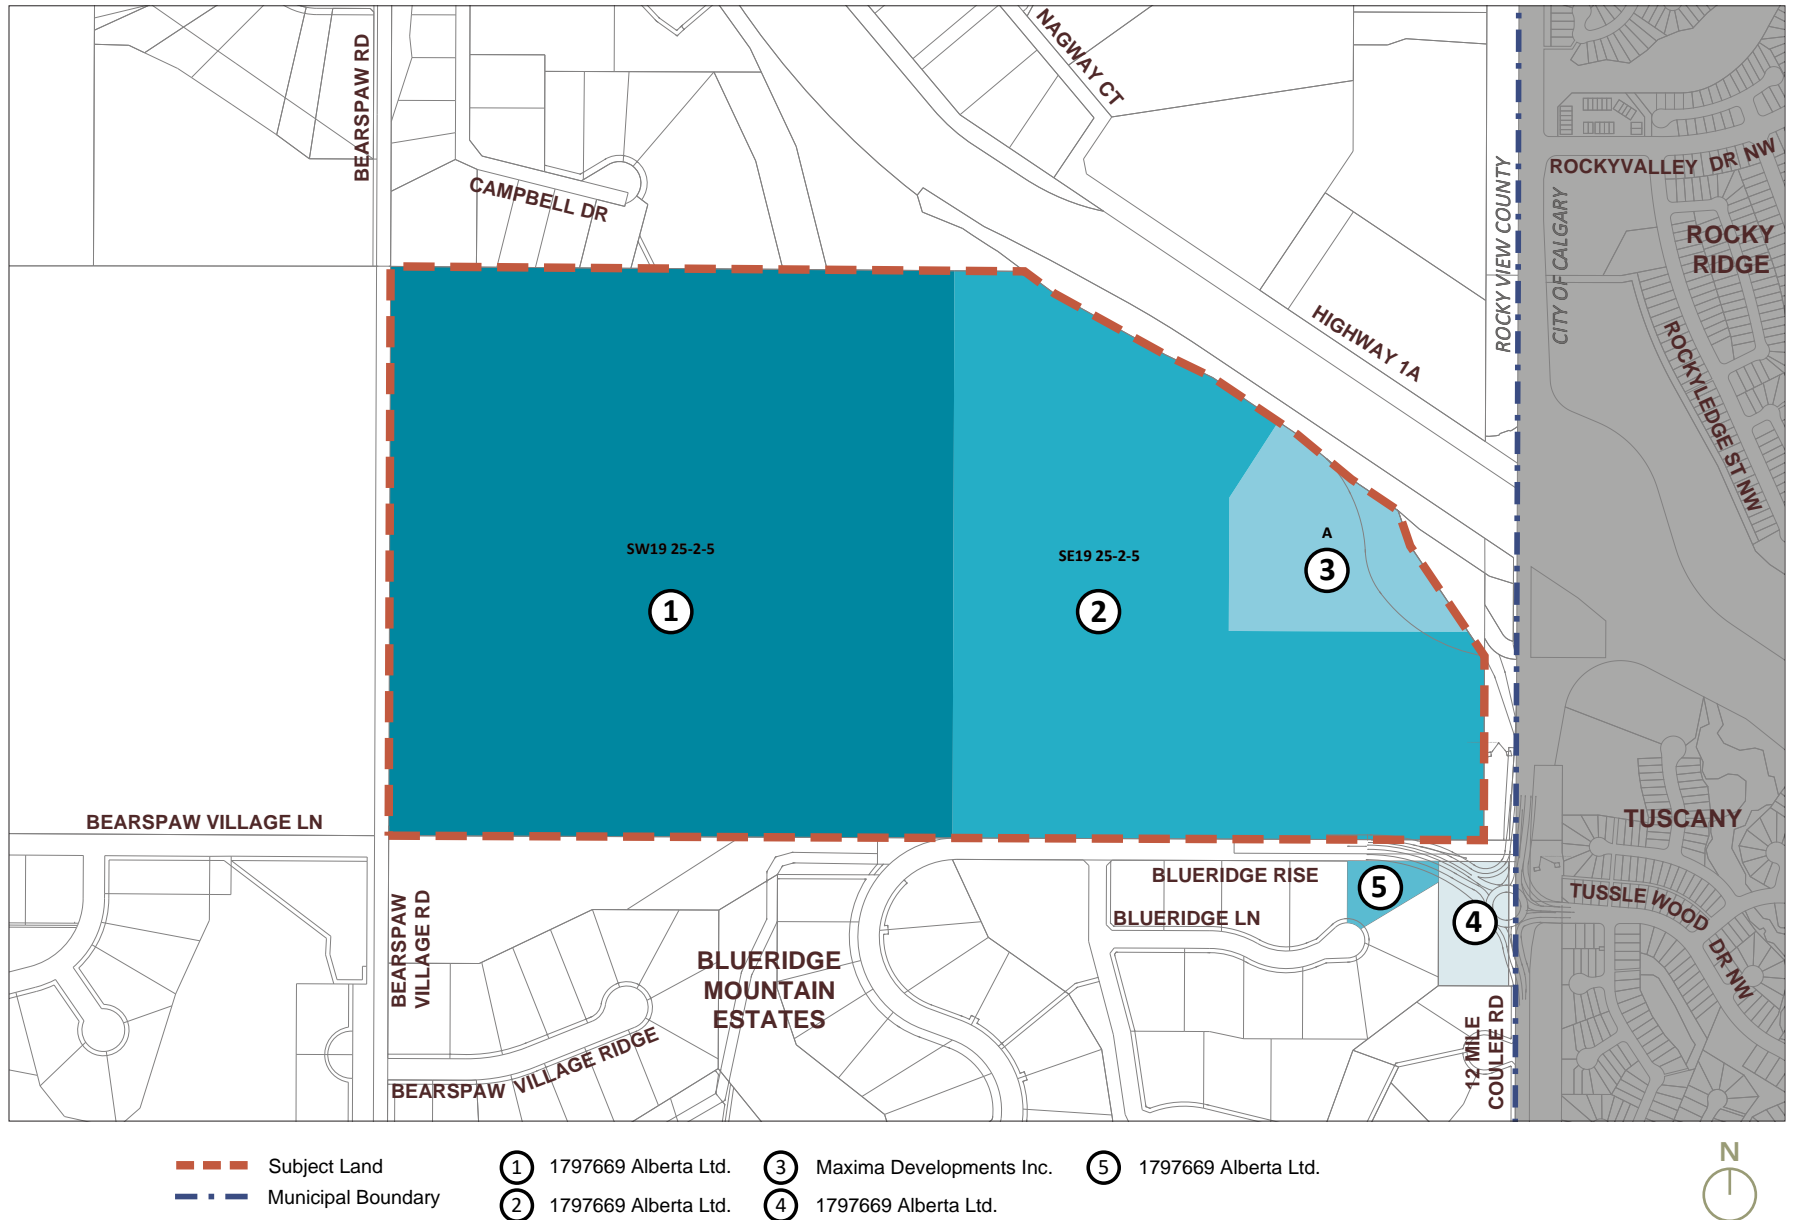 BEARSPAW RD
NAGWAY CT
CAMPBELL DR
ROCKYVALLEY DR NW
ROCKY VIEW COUNTY
CITY OF CALGARY
ROCKY
RIDGE
HIGHWAY 1A
ROCKYLEDGE ST NW
SW19 25-2-5
1
SE19 25-2-5
2
A
3
BEARSPAW VILLAGE LN
TUSCANY
BLUERIDGE RISE
5
TUSSLE WOOD DR NW
BLUERIDGE LN
4
BEARSPAW
VILLAGE RD
BLUERIDGE
MOUNTAIN
ESTATES
12 MILE
COULEE RD
BEARSPAW VILLAGE RIDGE
Subject Land
Municipal Boundary
1 1797669 Alberta Ltd.
2 1797669 Alberta Ltd.
3 Maxima Developments Inc.
4 1797669 Alberta Ltd.
5 1797669 Alberta Ltd.
N